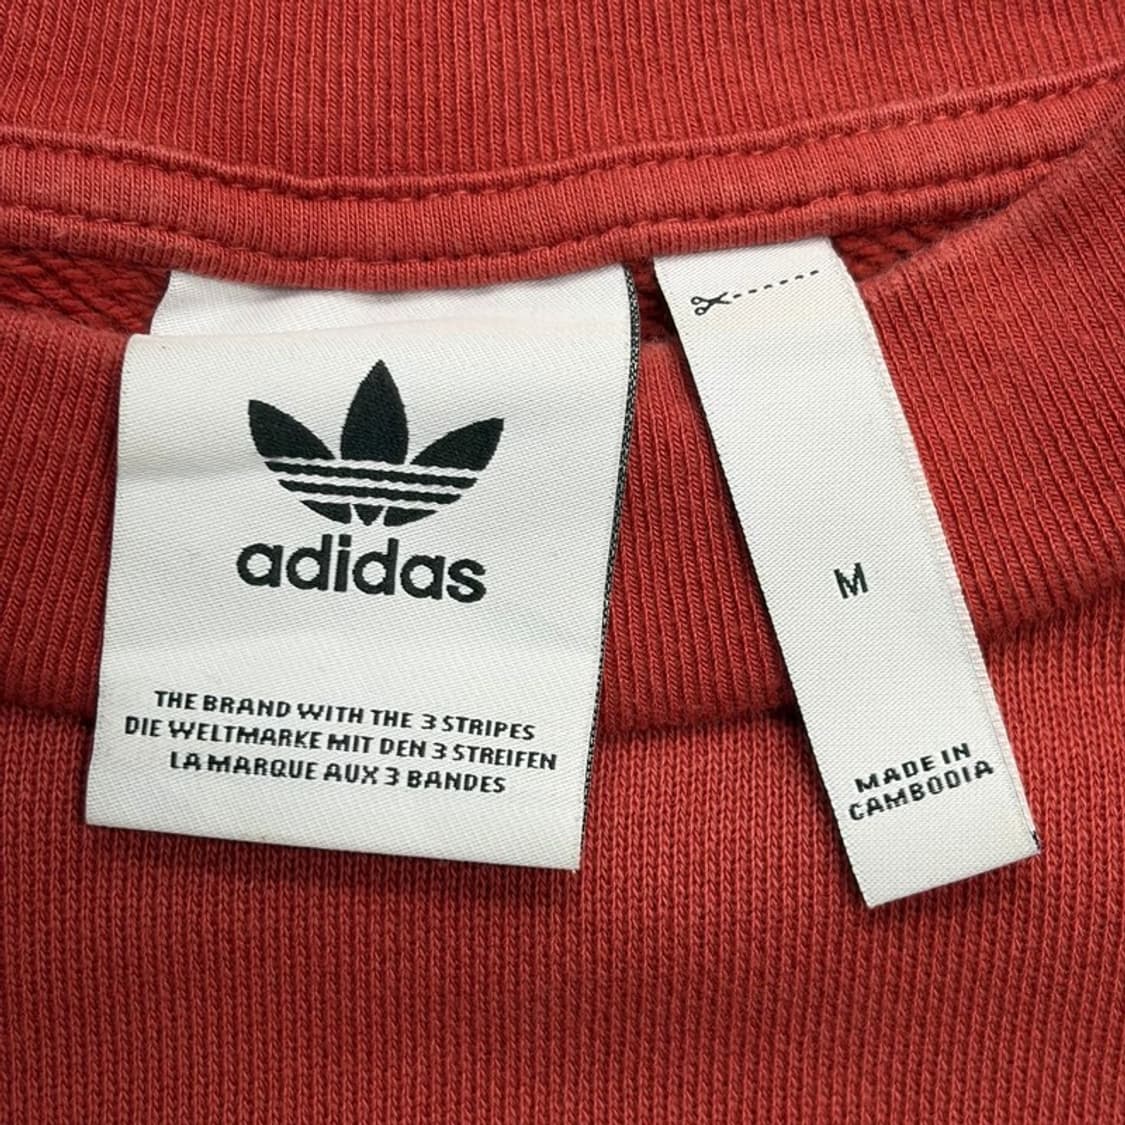 adidas
THE BRAND WITH THE 3 STRIPES
DIE WELTMARKE MIT DEN 3 STREIFEN
LA MARQUE AUX 3 BANDES
M
MADE IN
CAMBODIA